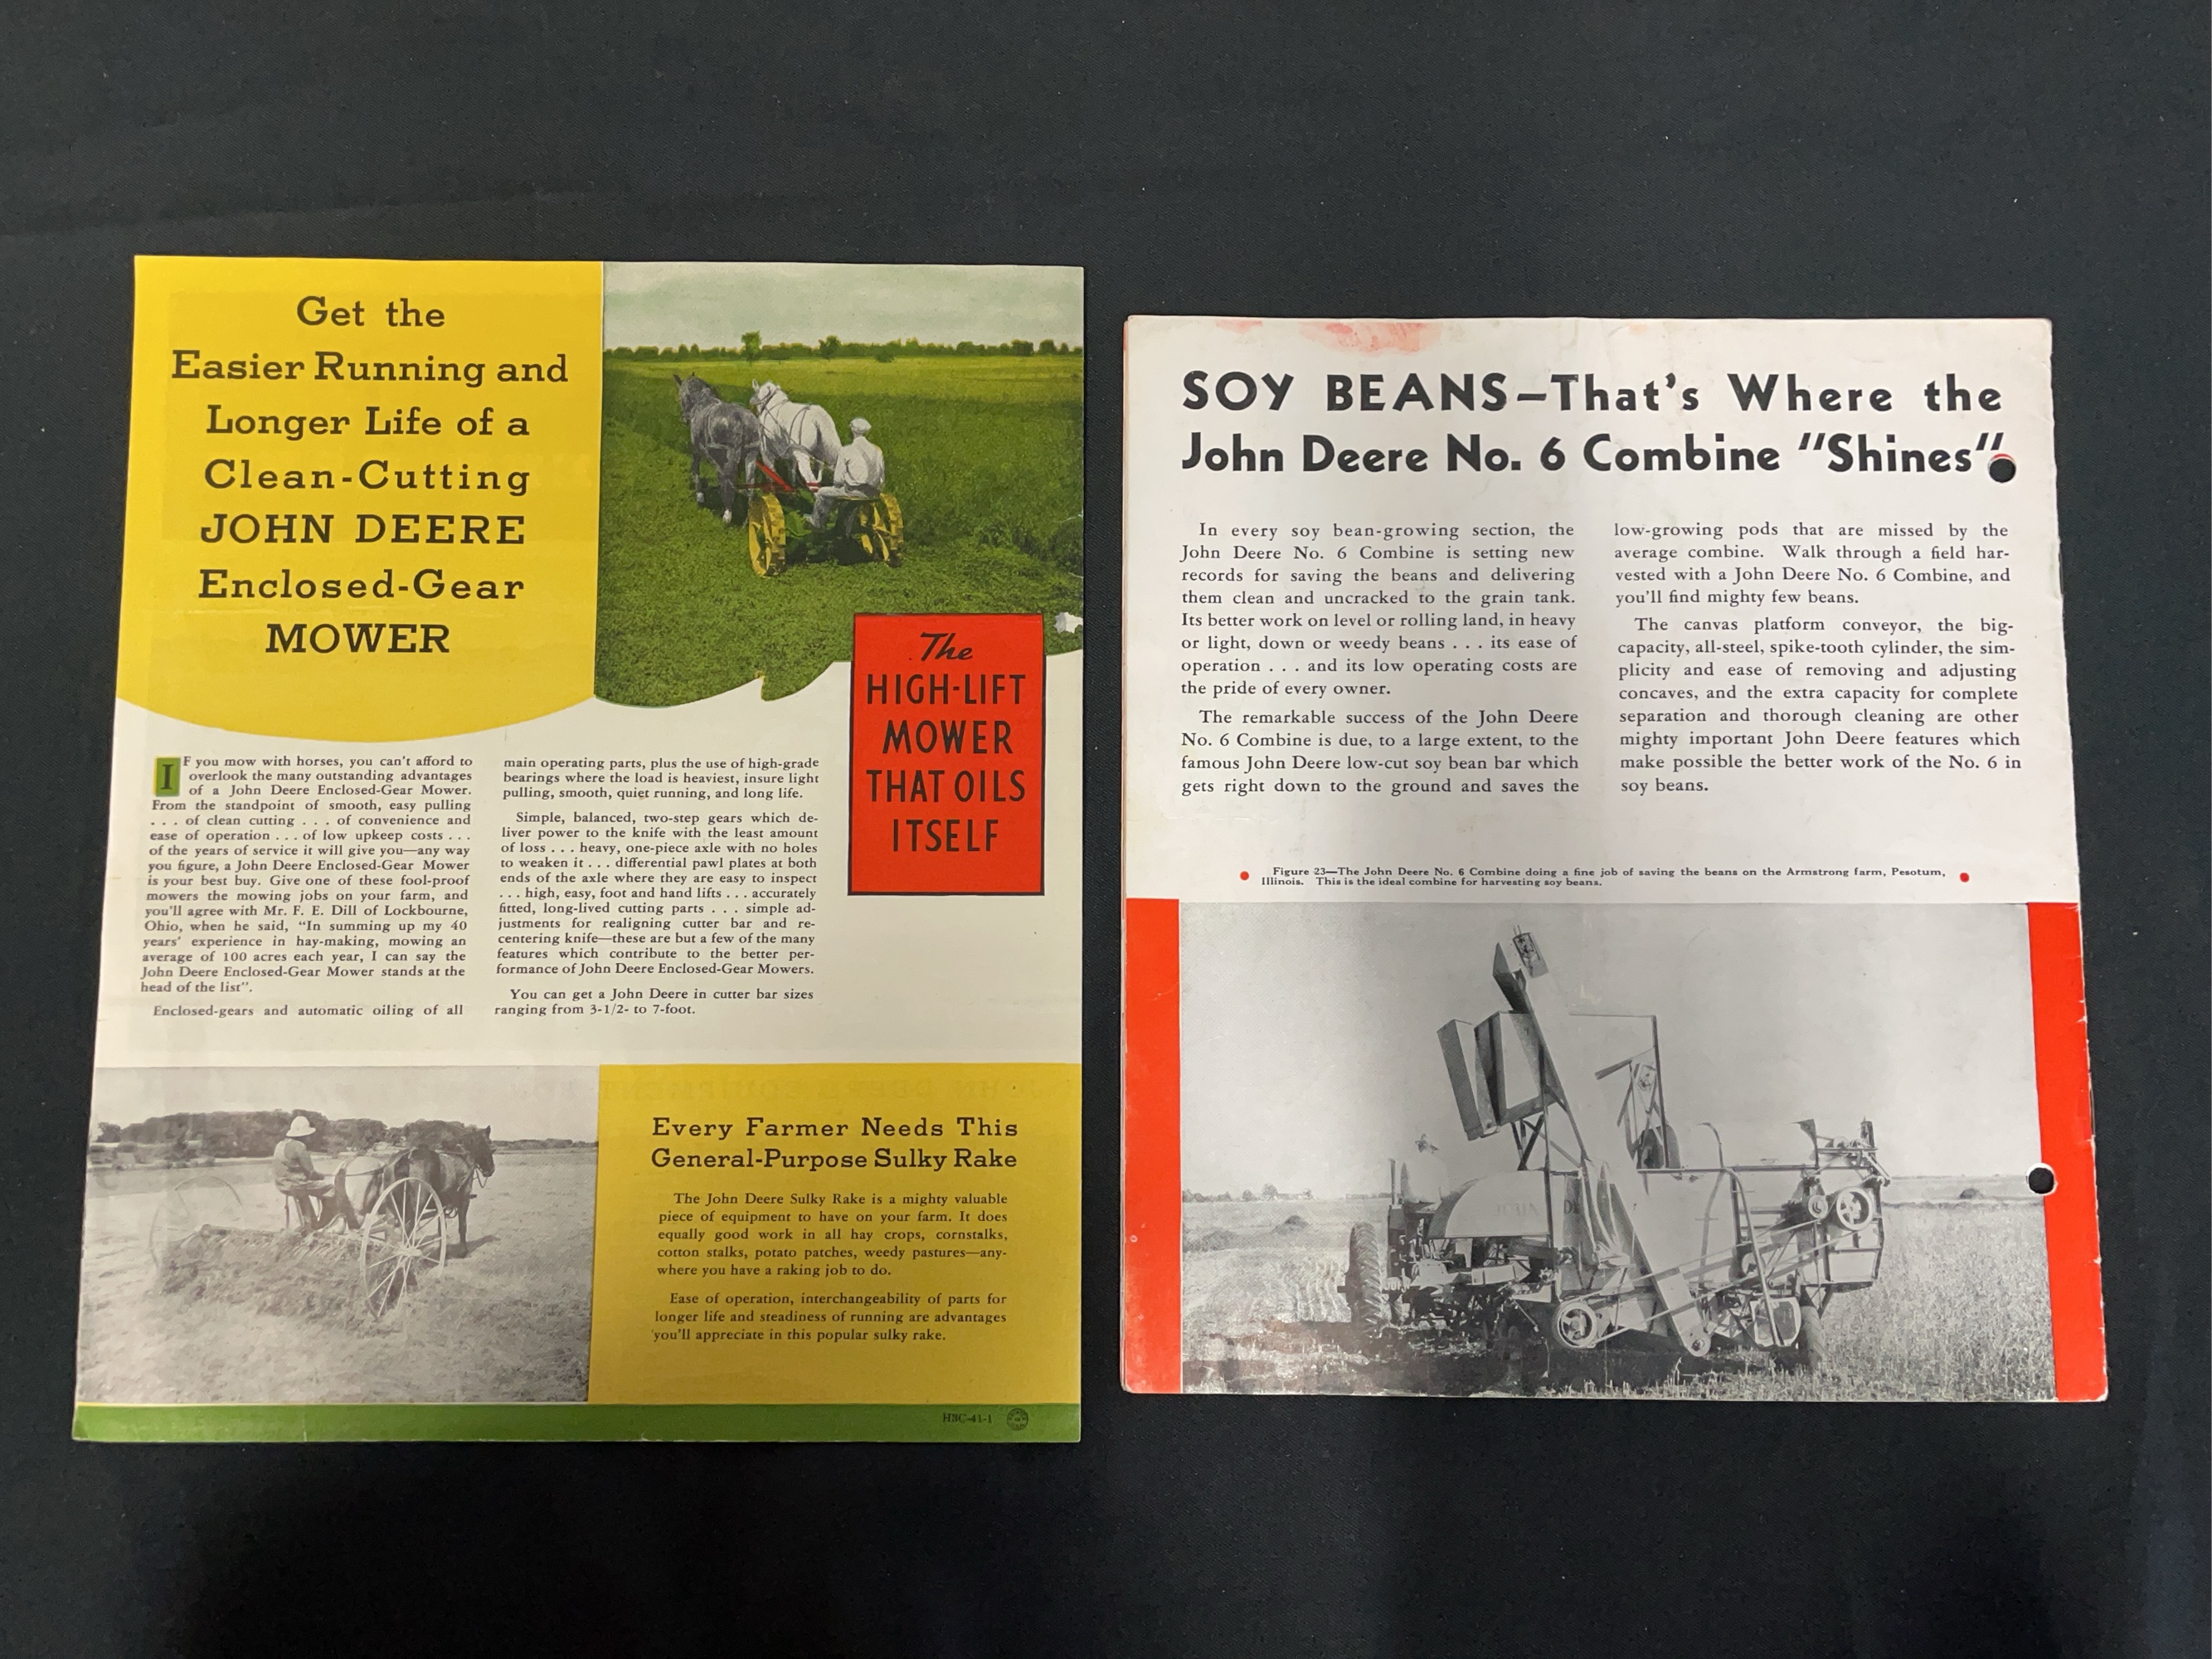 Get the
Easier Running and
Longer Life of a
Clean-Cutting
JOHN DEERE
Enclosed-Gear
MOWER
The
HIGH-LIFT
MOWER
THAT OILS
ITSELF
IF you mow with horses, you can't afford to
overlook the many outstanding advantages
of a John Deere Enclosed-Gear Mower.
From the standpoint of smooth, easy pulling
. . . of clean cutting . . . of convenience and
ease of operation . . . of low upkeep costs . . .
of the years of service it will give you—any way
you figure, a John Deere Enclosed-Gear Mower
is your best buy. Give one of these fool-proof
mowers the mowing jobs on your farm, and
you'll agree with Mr. F. E. Dill of Lockbourne,
Ohio, when he said, "In summing up my 40
years' experience in hay-making, mowing an
average of 100 acres each year, I can say the
John Deere Enclosed-Gear Mower stands at the
head of the list".
Enclosed-gears and automatic oiling of all
main operating parts, plus the use of high-grade
bearings where the load is heaviest, insure light
pulling, smooth, quiet running, and long life.
Simple, balanced, two-step gears which de-
liver power to the knife with the least amount
of loss . . . heavy, one-piece axle with no holes
to weaken it . . . differential pawl plates at both
ends of the axle where they are easy to inspect
. . . high, easy, foot and hand lifts . . . accurately
fitted, long-lived cutting parts . . . simple ad-
justments for realigning cutter bar and re-
centering knife—these are but a few of the many
features which contribute to the better per-
formance of John Deere Enclosed-Gear Mowers.
You can get a John Deere in cutter bar sizes
ranging from 3-1/2- to 7-foot.
Every Farmer Needs This
General-Purpose Sulky Rake
The John Deere Sulky Rake is a mighty valuable
piece of equipment to have on your farm. It does
equally good work in all hay crops, cornstalks,
cotton stalks, potato patches, weedy pastures—any-
where you have a raking job to do.
Ease of operation, interchangeability of parts for
longer life and steadiness of running are advantages
you'll appreciate in this popular sulky rake.
SOY BEANS—That's Where the
John Deere No. 6 Combine "Shines"
In every soy bean-growing section, the
John Deere No. 6 Combine is setting new
records for saving the beans and delivering
them clean and uncracked to the grain tank.
Its better work on level or rolling land, in heavy
or light, down or weedy beans . . . its ease of
operation . . . and its low operating costs are
the pride of every owner.
The remarkable success of the John Deere
No. 6 Combine is due, to a large extent, to the
famous John Deere low-cut soy bean bar which
gets right down to the ground and saves the
low-growing pods that are missed by the
average combine. Walk through a field har-
vested with a John Deere No. 6 Combine, and
you'll find mighty few beans.
The canvas platform conveyor, the big-
capacity, all-steel, spike-tooth cylinder, the sim-
plicity and ease of removing and adjusting
concaves, and the extra capacity for complete
separation and thorough cleaning are other
mighty important John Deere features which
make possible the better work of the No. 6 in
soy beans.
Figure 23—The John Deere No. 6 Combine doing a fine job of saving the beans on the Armstrong farm, Pesotum,
Illinois. This is the ideal combine for harvesting soy beans.